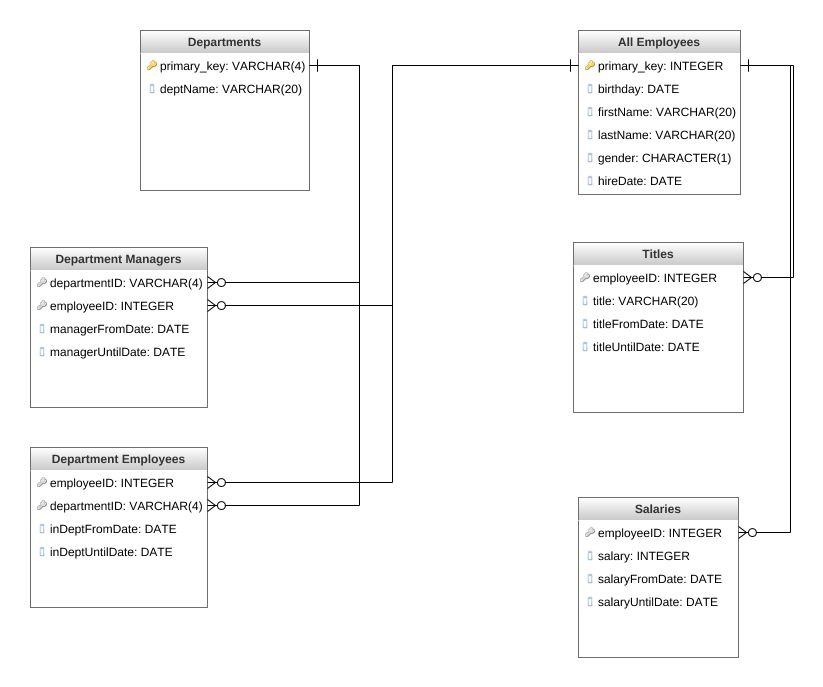 Departments
primary_key: VARCHAR(4)
deptName: VARCHAR(20)
All Employees
primary_key: INTEGER
birthday: DATE
firstName: VARCHAR(20)
lastName: VARCHAR(20)
gender: CHARACTER(1)
hireDate: DATE
Department Managers
departmentID: VARCHAR(4)
employeeID: INTEGER
managerFromDate: DATE
managerUntilDate: DATE
Titles
employeeID: INTEGER
title: VARCHAR(20)
titleFromDate: DATE
titleUntilDate: DATE
Department Employees
employeeID: INTEGER
departmentID: VARCHAR(4)
inDeptFromDate: DATE
inDeptUntilDate: DATE
Salaries
employeeID: INTEGER
salary: INTEGER
salaryFromDate: DATE
salaryUntilDate: DATE